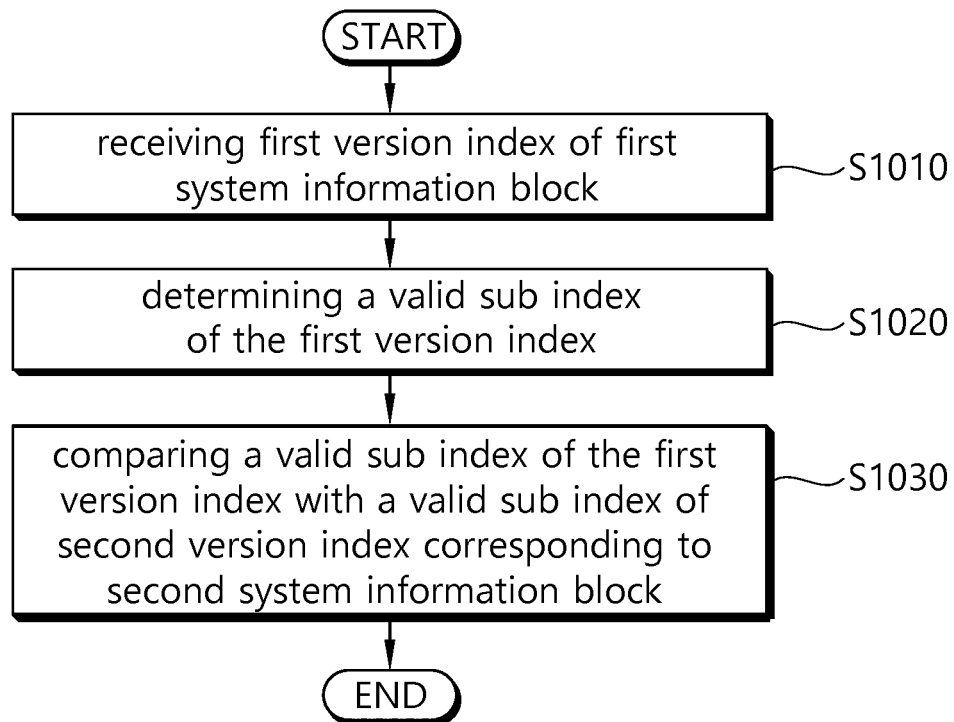 START
receiving first version index of first
system information block
S1010
determining a valid sub index
of the first version index
S1020
comparing a valid sub index of the first
version index with a valid sub index of
second version index corresponding to
second system information block
S1030
END